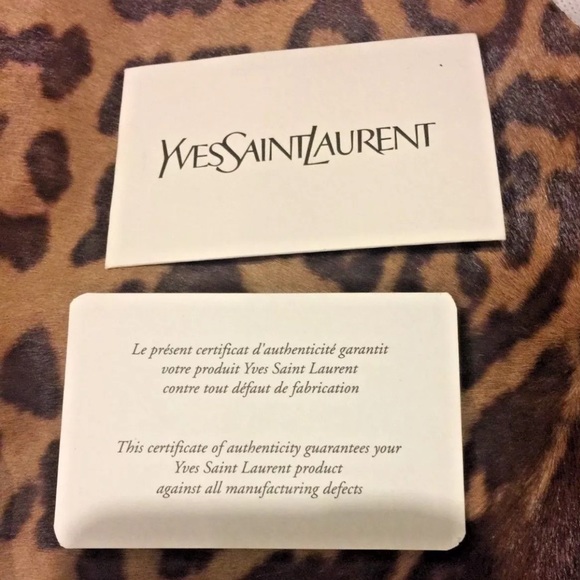 YVESSAINTLAURENT
Le présent certificat d'authenticité garantit
votre produit Yves Saint Laurent
contre tout défaut de fabrication
This certificate of authenticity guarantees your
Yves Saint Laurent product
against all manufacturing defects